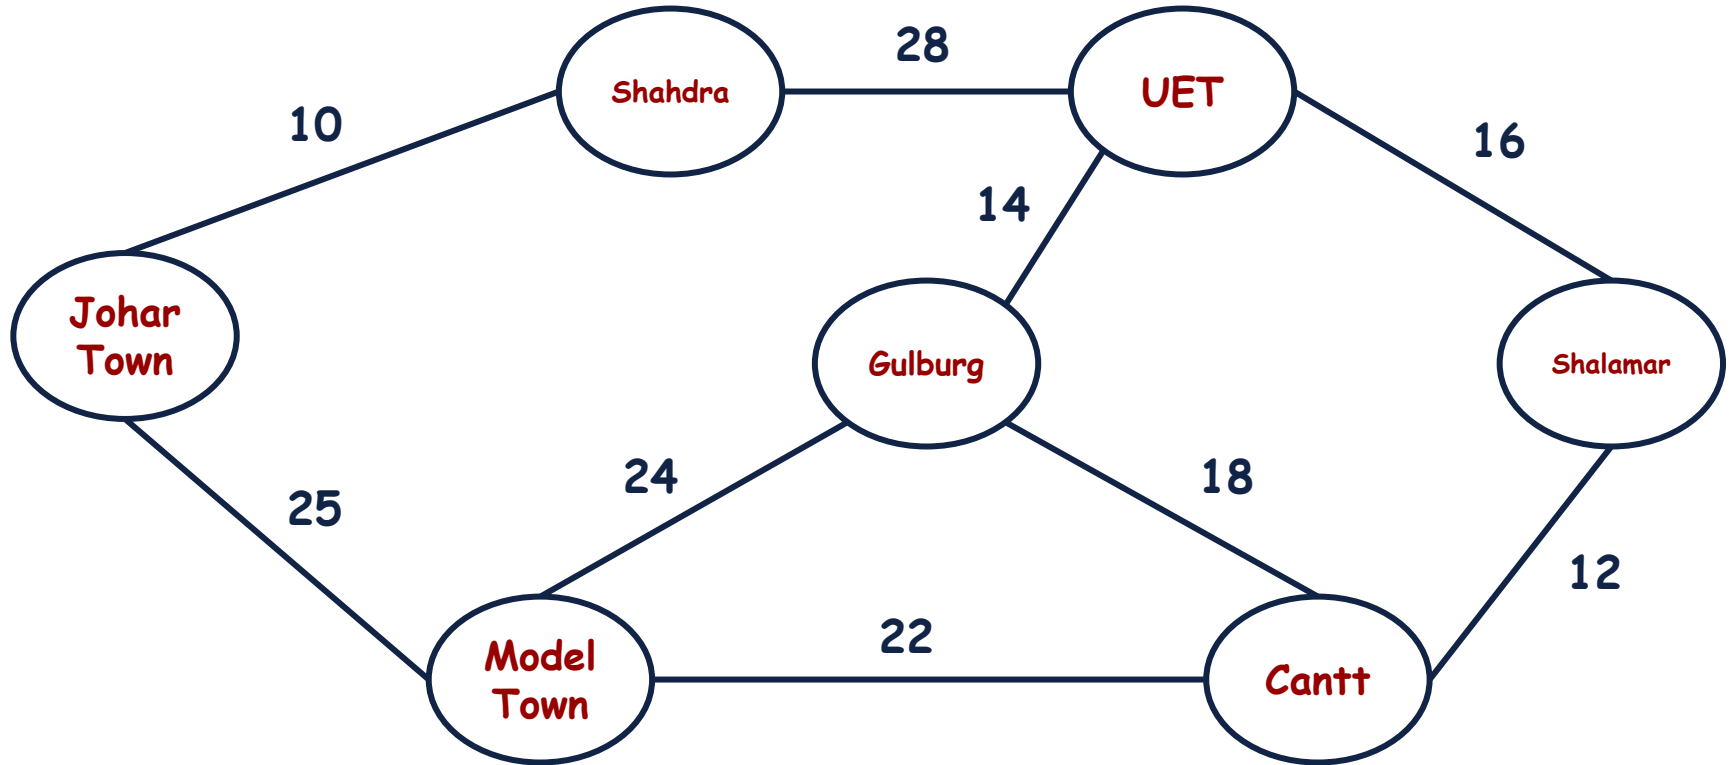 28
Shahdra
UET
10
16
14
Johar
Town
Gulburg
Shalamar
24
18
25
12
22
Model
Town
Cantt